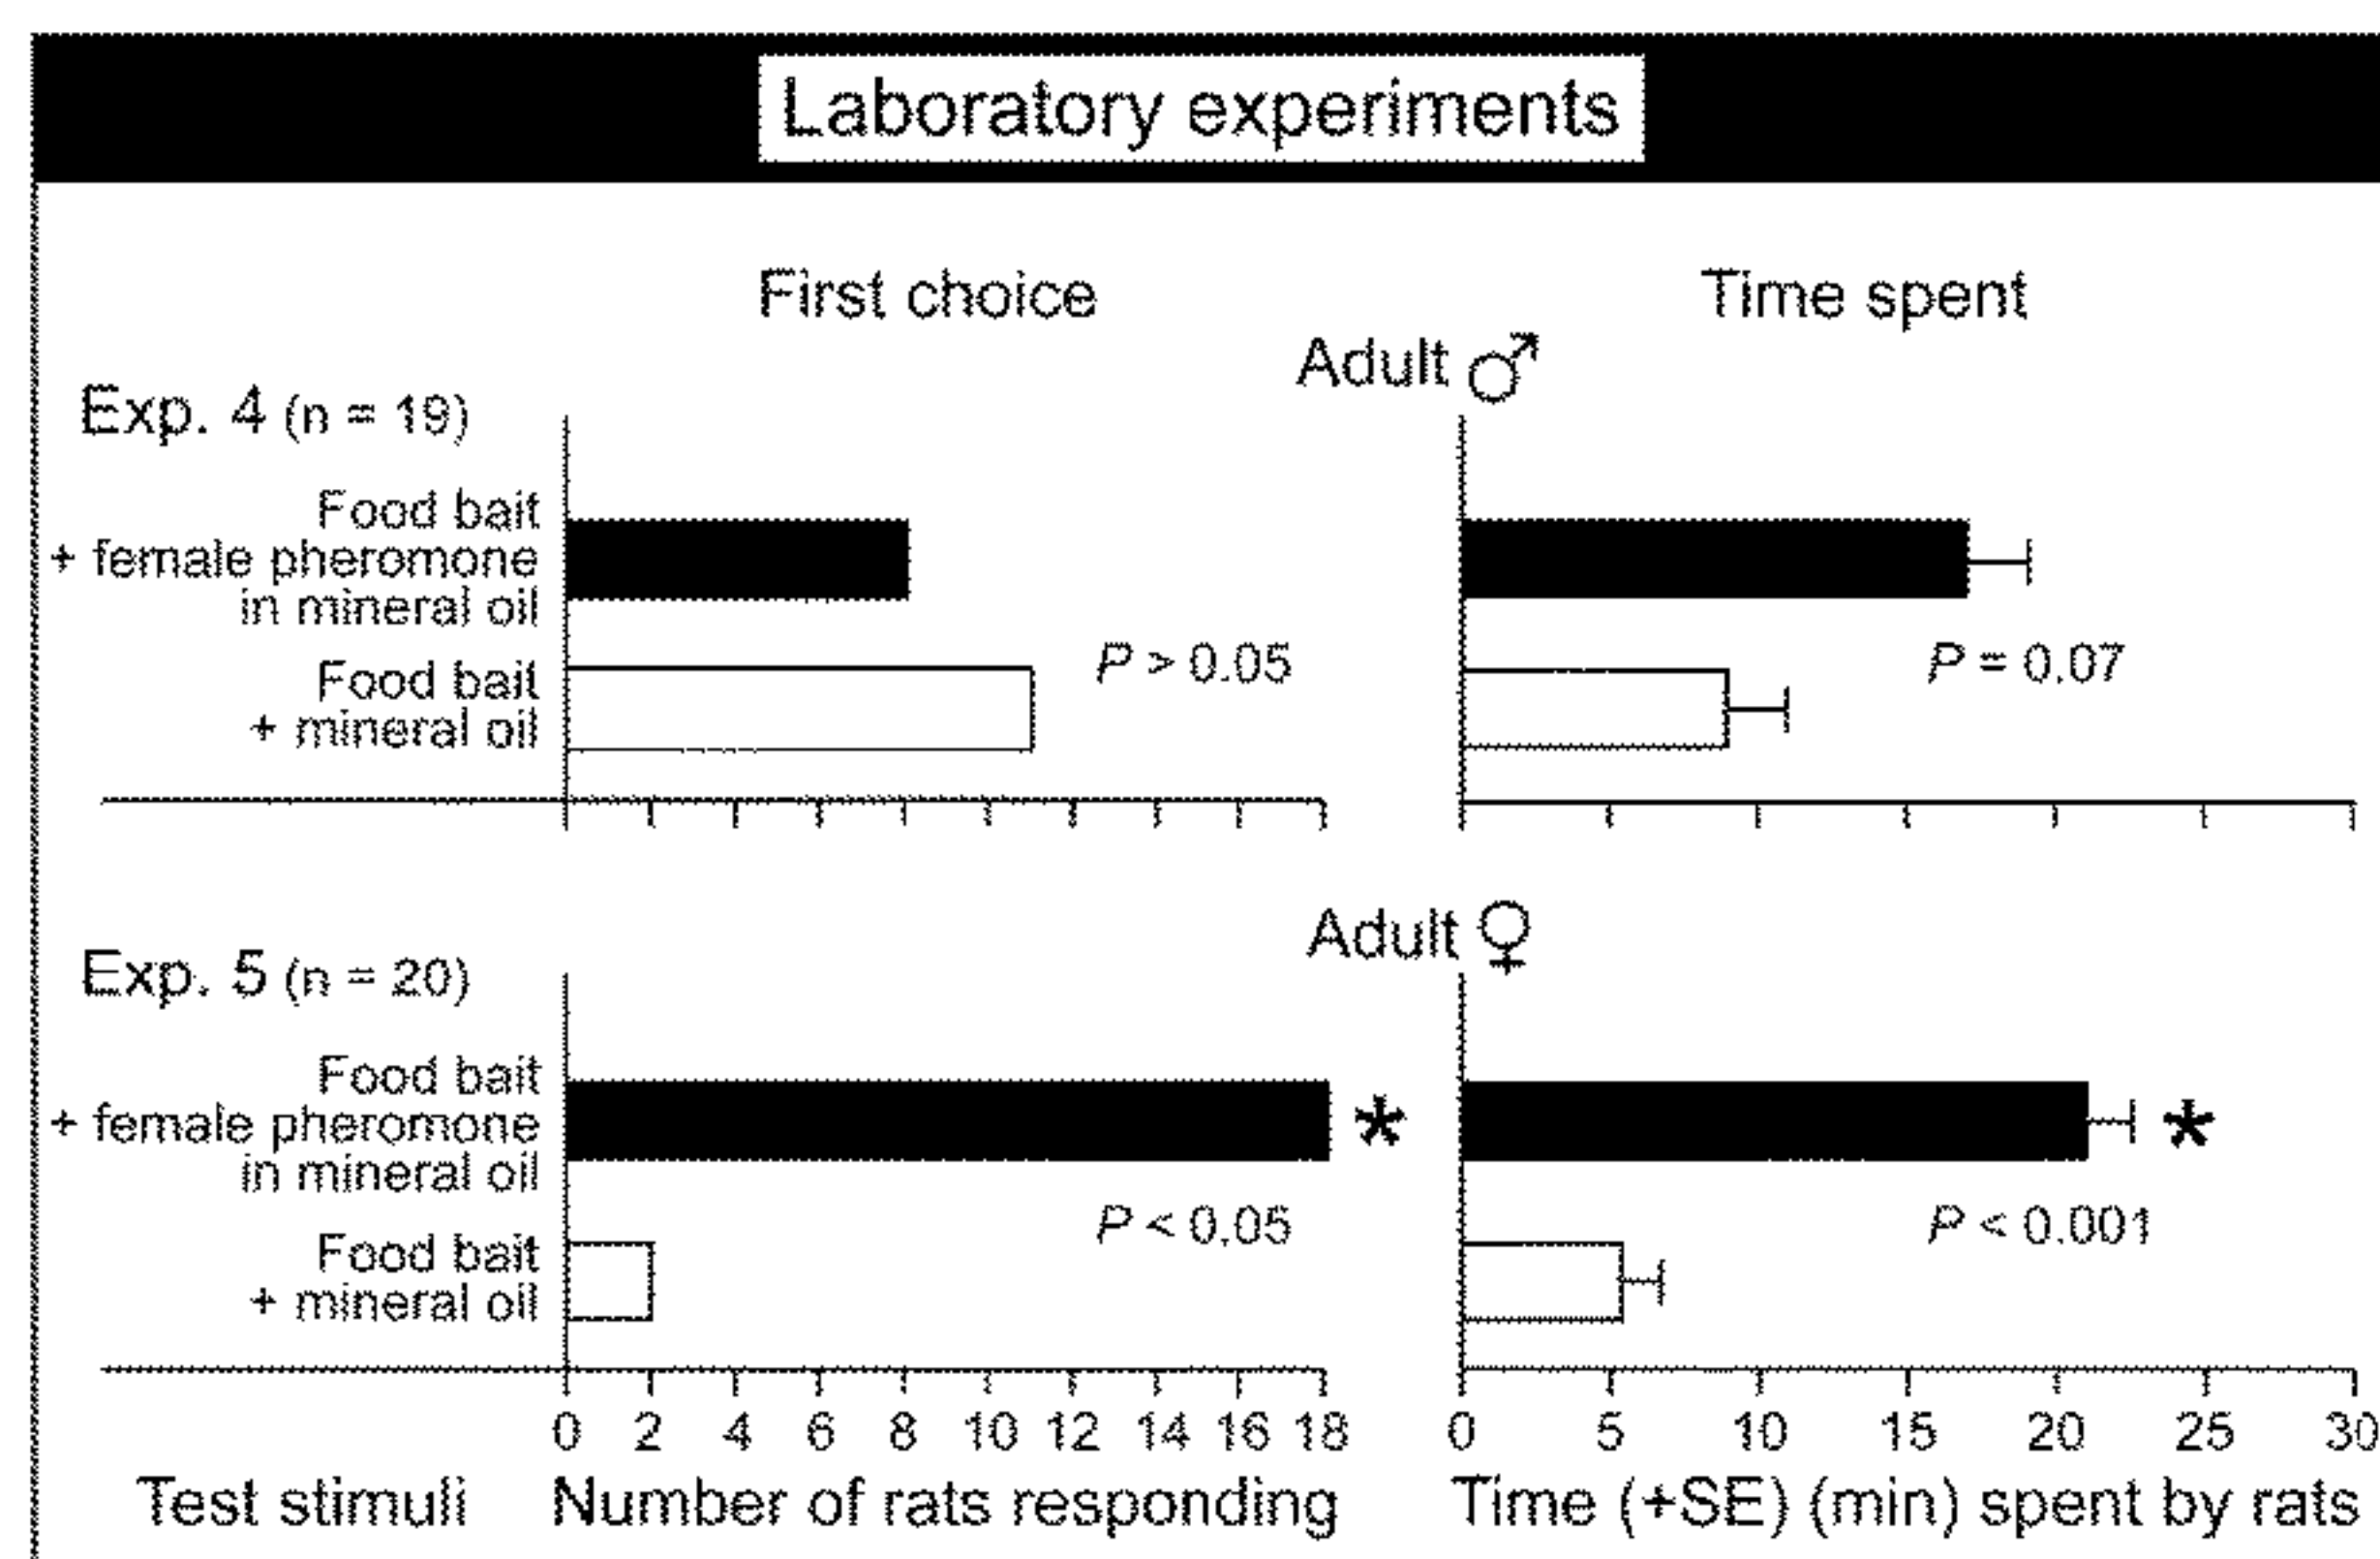 Laboratory experiments
First choice
Time spent
Adult ♂
Exp. 4 (n = 19)
Food bait
+ female pheromone
in mineral oil
Food bait
+ mineral oil
P > 0.05
P = 0.07
Adult ♀
Exp. 5 (n = 20)
Food bait
+ female pheromone
in mineral oil
*
*
Food bait
+ mineral oil
P < 0.05
P < 0.001
0 2 4 6 8 10 12 14 16 18
0 5 10 15 20 25 30
Test stimuli
Number of rats responding
Time (+SE) (min) spent by rats